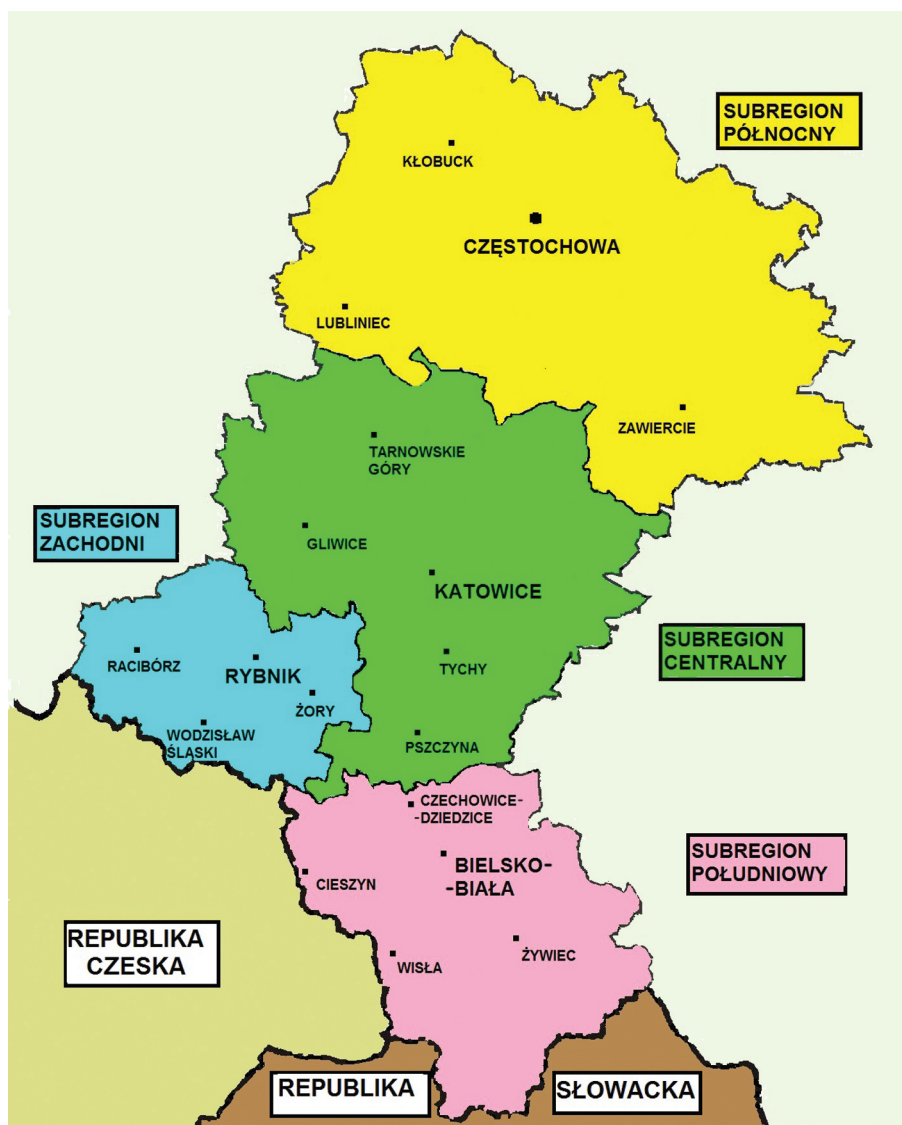 SUBREGION
PÓŁNOCNY
KŁOBUCK
CZĘSTOCHOWA
LUBLINIEC
ZAWIERCIE
TARNOWSKIE
GÓRY
SUBREGION
ZACHODNI
GLIWICE
KATOWICE
SUBREGION
CENTRALNY
RACIBÓRZ
RYBNIK
TYCHY
ŻORY
WODZISŁAW
ŚLĄSKI
PSZCZYNA
CZECHOWICE-
-DZIEDZICE
SUBREGION
POŁUDNIOWY
BIELSKO-
-BIAŁA
CIESZYN
REPUBLIKA
CZESKA
WISŁA
ŻYWIEC
REPUBLIKA
SŁOWACKA